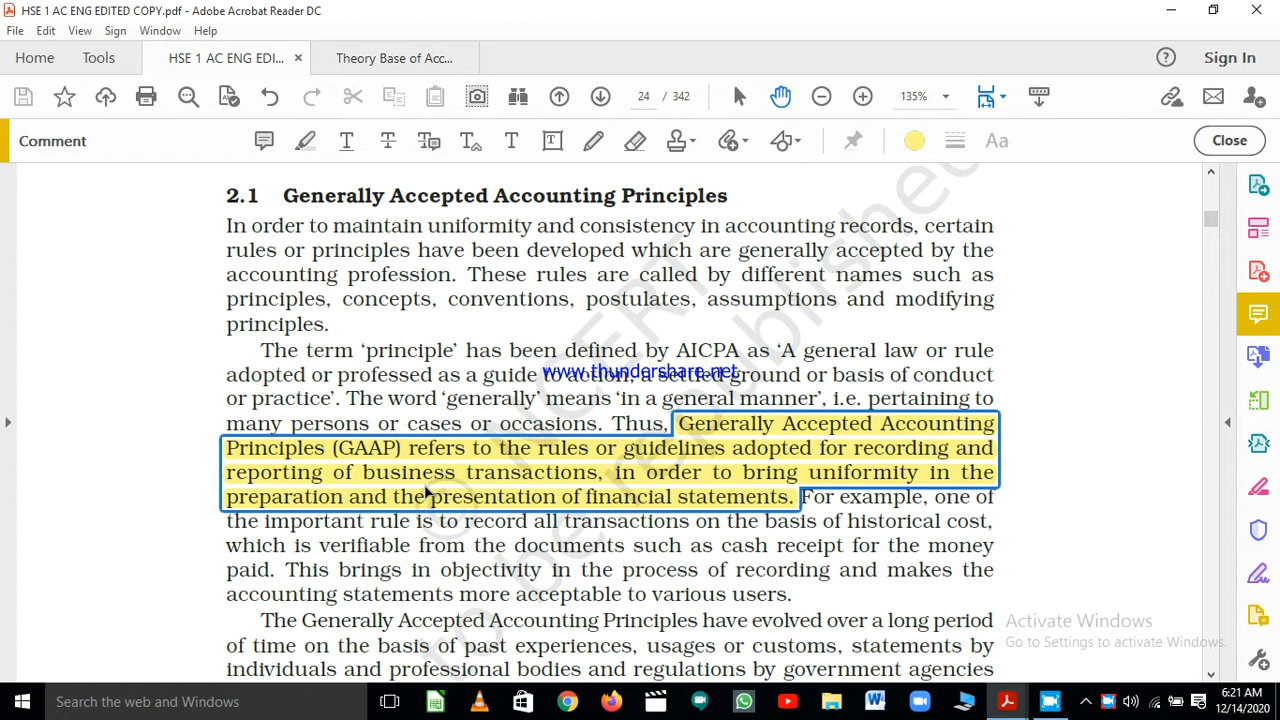 HSE 1 AC ENG EDITED COPY.pdf - Adobe Acrobat Reader DC
File Edit View Sign Window Help
Home Tools HSE 1 AC ENG EDI... × Theory Base of Acc... Sign In
24 / 342 135%
Comment Close
2.1 Generally Accepted Accounting Principles
In order to maintain uniformity and consistency in accounting records, certain
rules or principles have been developed which are generally accepted by the
accounting profession. These rules are called by different names such as
principles, concepts, conventions, postulates, assumptions and modifying
principles.
The term ‘principle’ has been defined by AICPA as ‘A general law or rule
adopted or professed as a guide to action, a settled ground or basis of conduct
www.thundershare.net
or practice’. The word ‘generally’ means ‘in a general manner’, i.e. pertaining to
many persons or cases or occasions. Thus, Generally Accepted Accounting
Principles (GAAP) refers to the rules or guidelines adopted for recording and
reporting of business transactions, in order to bring uniformity in the
preparation and the presentation of financial statements. For example, one of
the important rule is to record all transactions on the basis of historical cost,
which is verifiable from the documents such as cash receipt for the money
paid. This brings in objectivity in the process of recording and makes the
accounting statements more acceptable to various users.
The Generally Accepted Accounting Principles have evolved over a long period
of time on the basis of past experiences, usages or customs, statements by
individuals and professional bodies and regulations by government agencies
© NCERT
to be republished
Activate Windows
Go to Settings to activate Windows.
Search the web and Windows
6:21 AM
12/14/2020